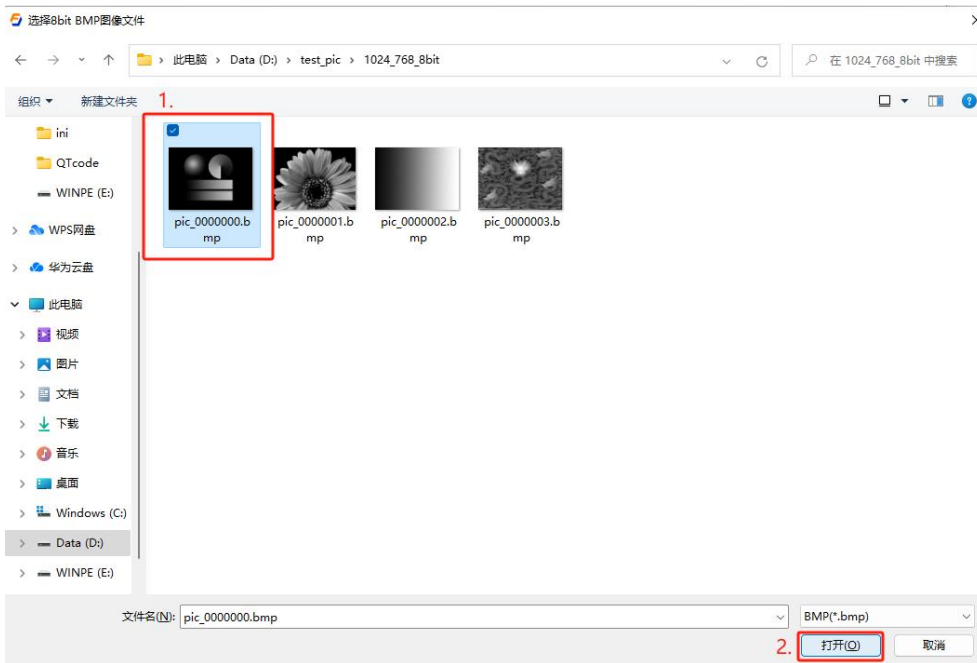 选择8bit BMP图像文件
此电脑 > Data (D:) > test_pic > 1024_768_8bit
在 1024_768_8bit 中搜索
组织
新建文件夹
1.
ini
QTcode
WINPE (E:)
WPS网盘
华为云盘
此电脑
视频
图片
文档
下载
音乐
桌面
Windows (C:)
Data (D:)
WINPE (E:)
pic_0000000.b
mp
pic_0000001.b
mp
pic_0000002.b
mp
pic_0000003.b
mp
文件名(N):
pic_0000000.bmp
BMP(*.bmp)
2.
打开(O)
取消